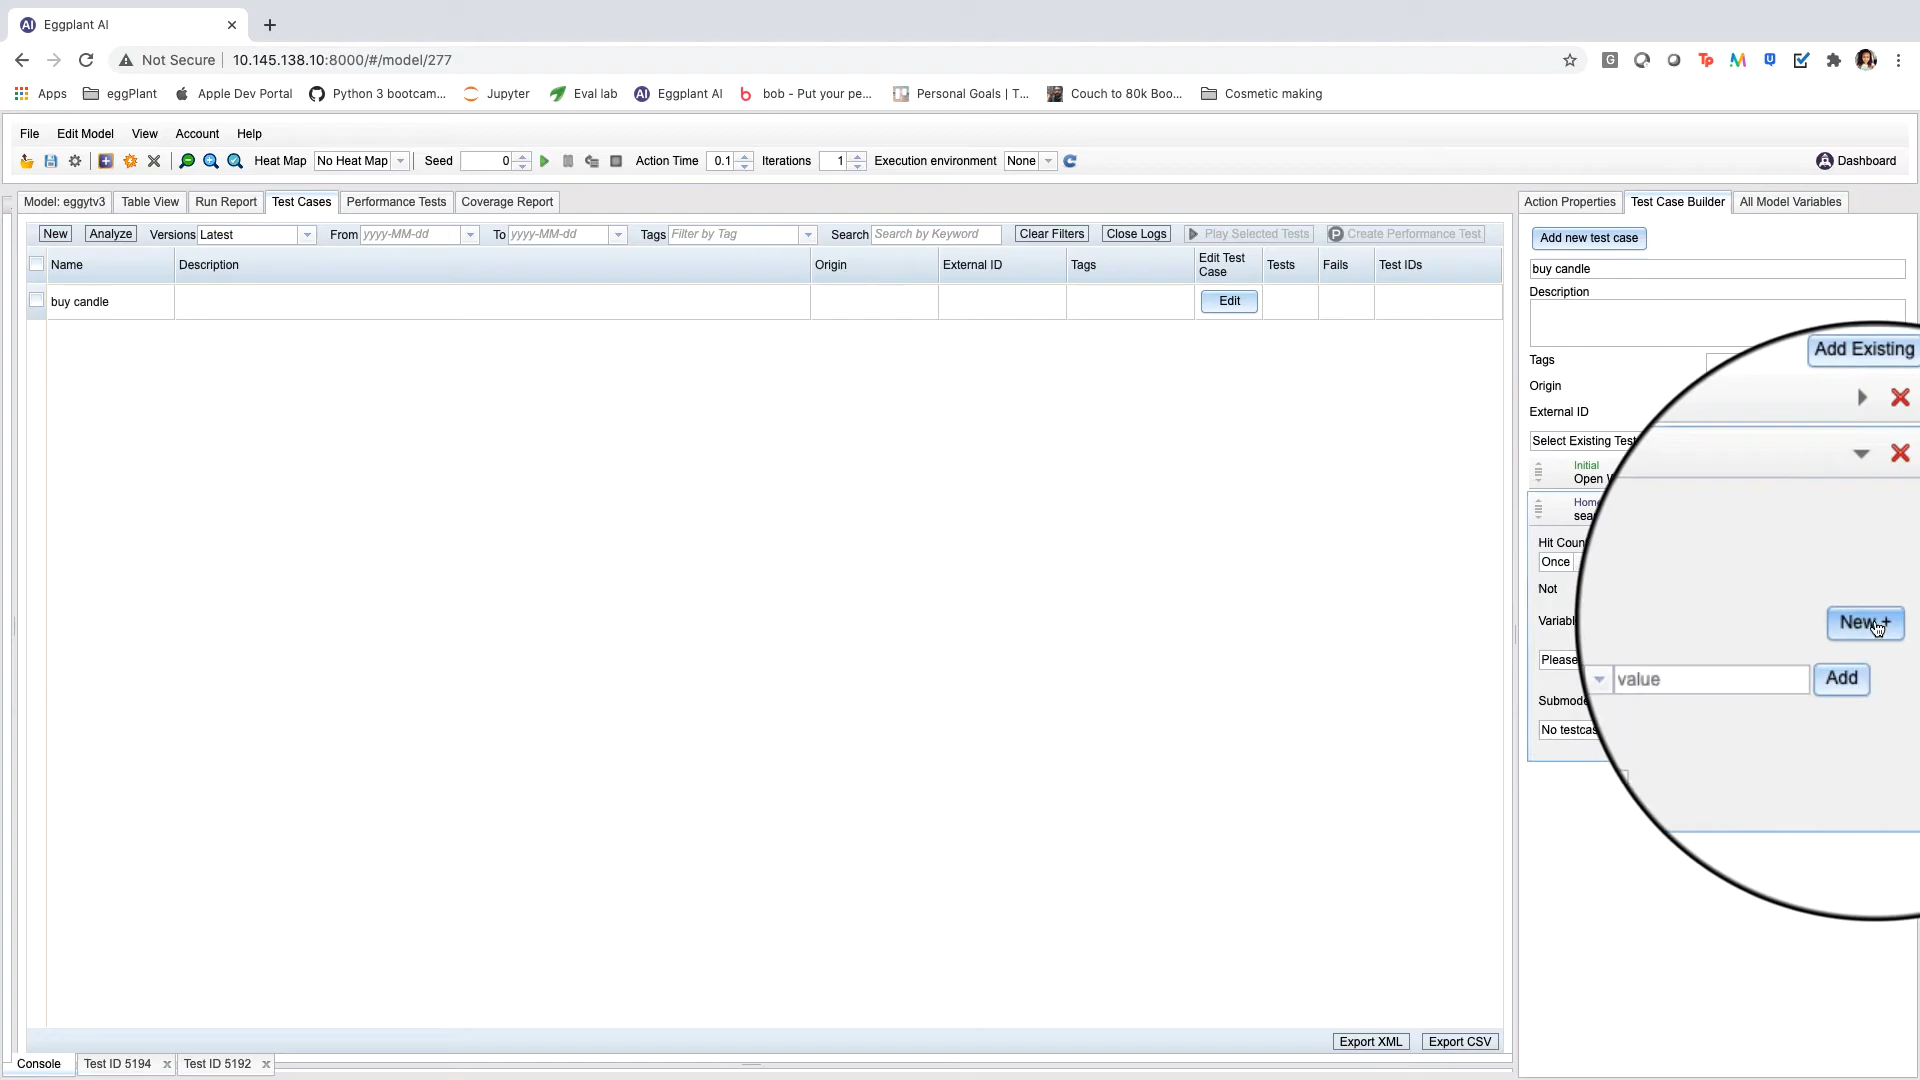 Eggplant AI
Not Secure 10.145.138.10:8000/#/model/277
Apps eggPlant Apple Dev Portal Python 3 bootcam... Jupyter Eval lab Eggplant AI bob - Put your pe... Personal Goals | T... Couch to 80k Boo... Cosmetic making
File Edit Model View Account Help
Heat Map No Heat Map Seed 0 Action Time 0.1 Iterations 1 Execution environment None Dashboard
Model: eggytv3 Table View Run Report Test Cases Performance Tests Coverage Report
Action Properties Test Case Builder All Model Variables
New Analyze Versions Latest From yyyy-MM-dd To yyyy-MM-dd Tags Filter by Tag Search Search by Keyword Clear Filters Close Logs Play Selected Tests Create Performance Test
Add new test case
Name Description Origin External ID Tags Edit Test Case Tests Fails Test IDs
buy candle
buy candle Edit
Description
Add Existing
Tags
Origin
External ID
Select Existing Test
Initial
Open
Home
Hit Coun
Once
Not
New +
Please
value Add
No testcas
Export XML Export CSV
Console Test ID 5194 x Test ID 5192 x